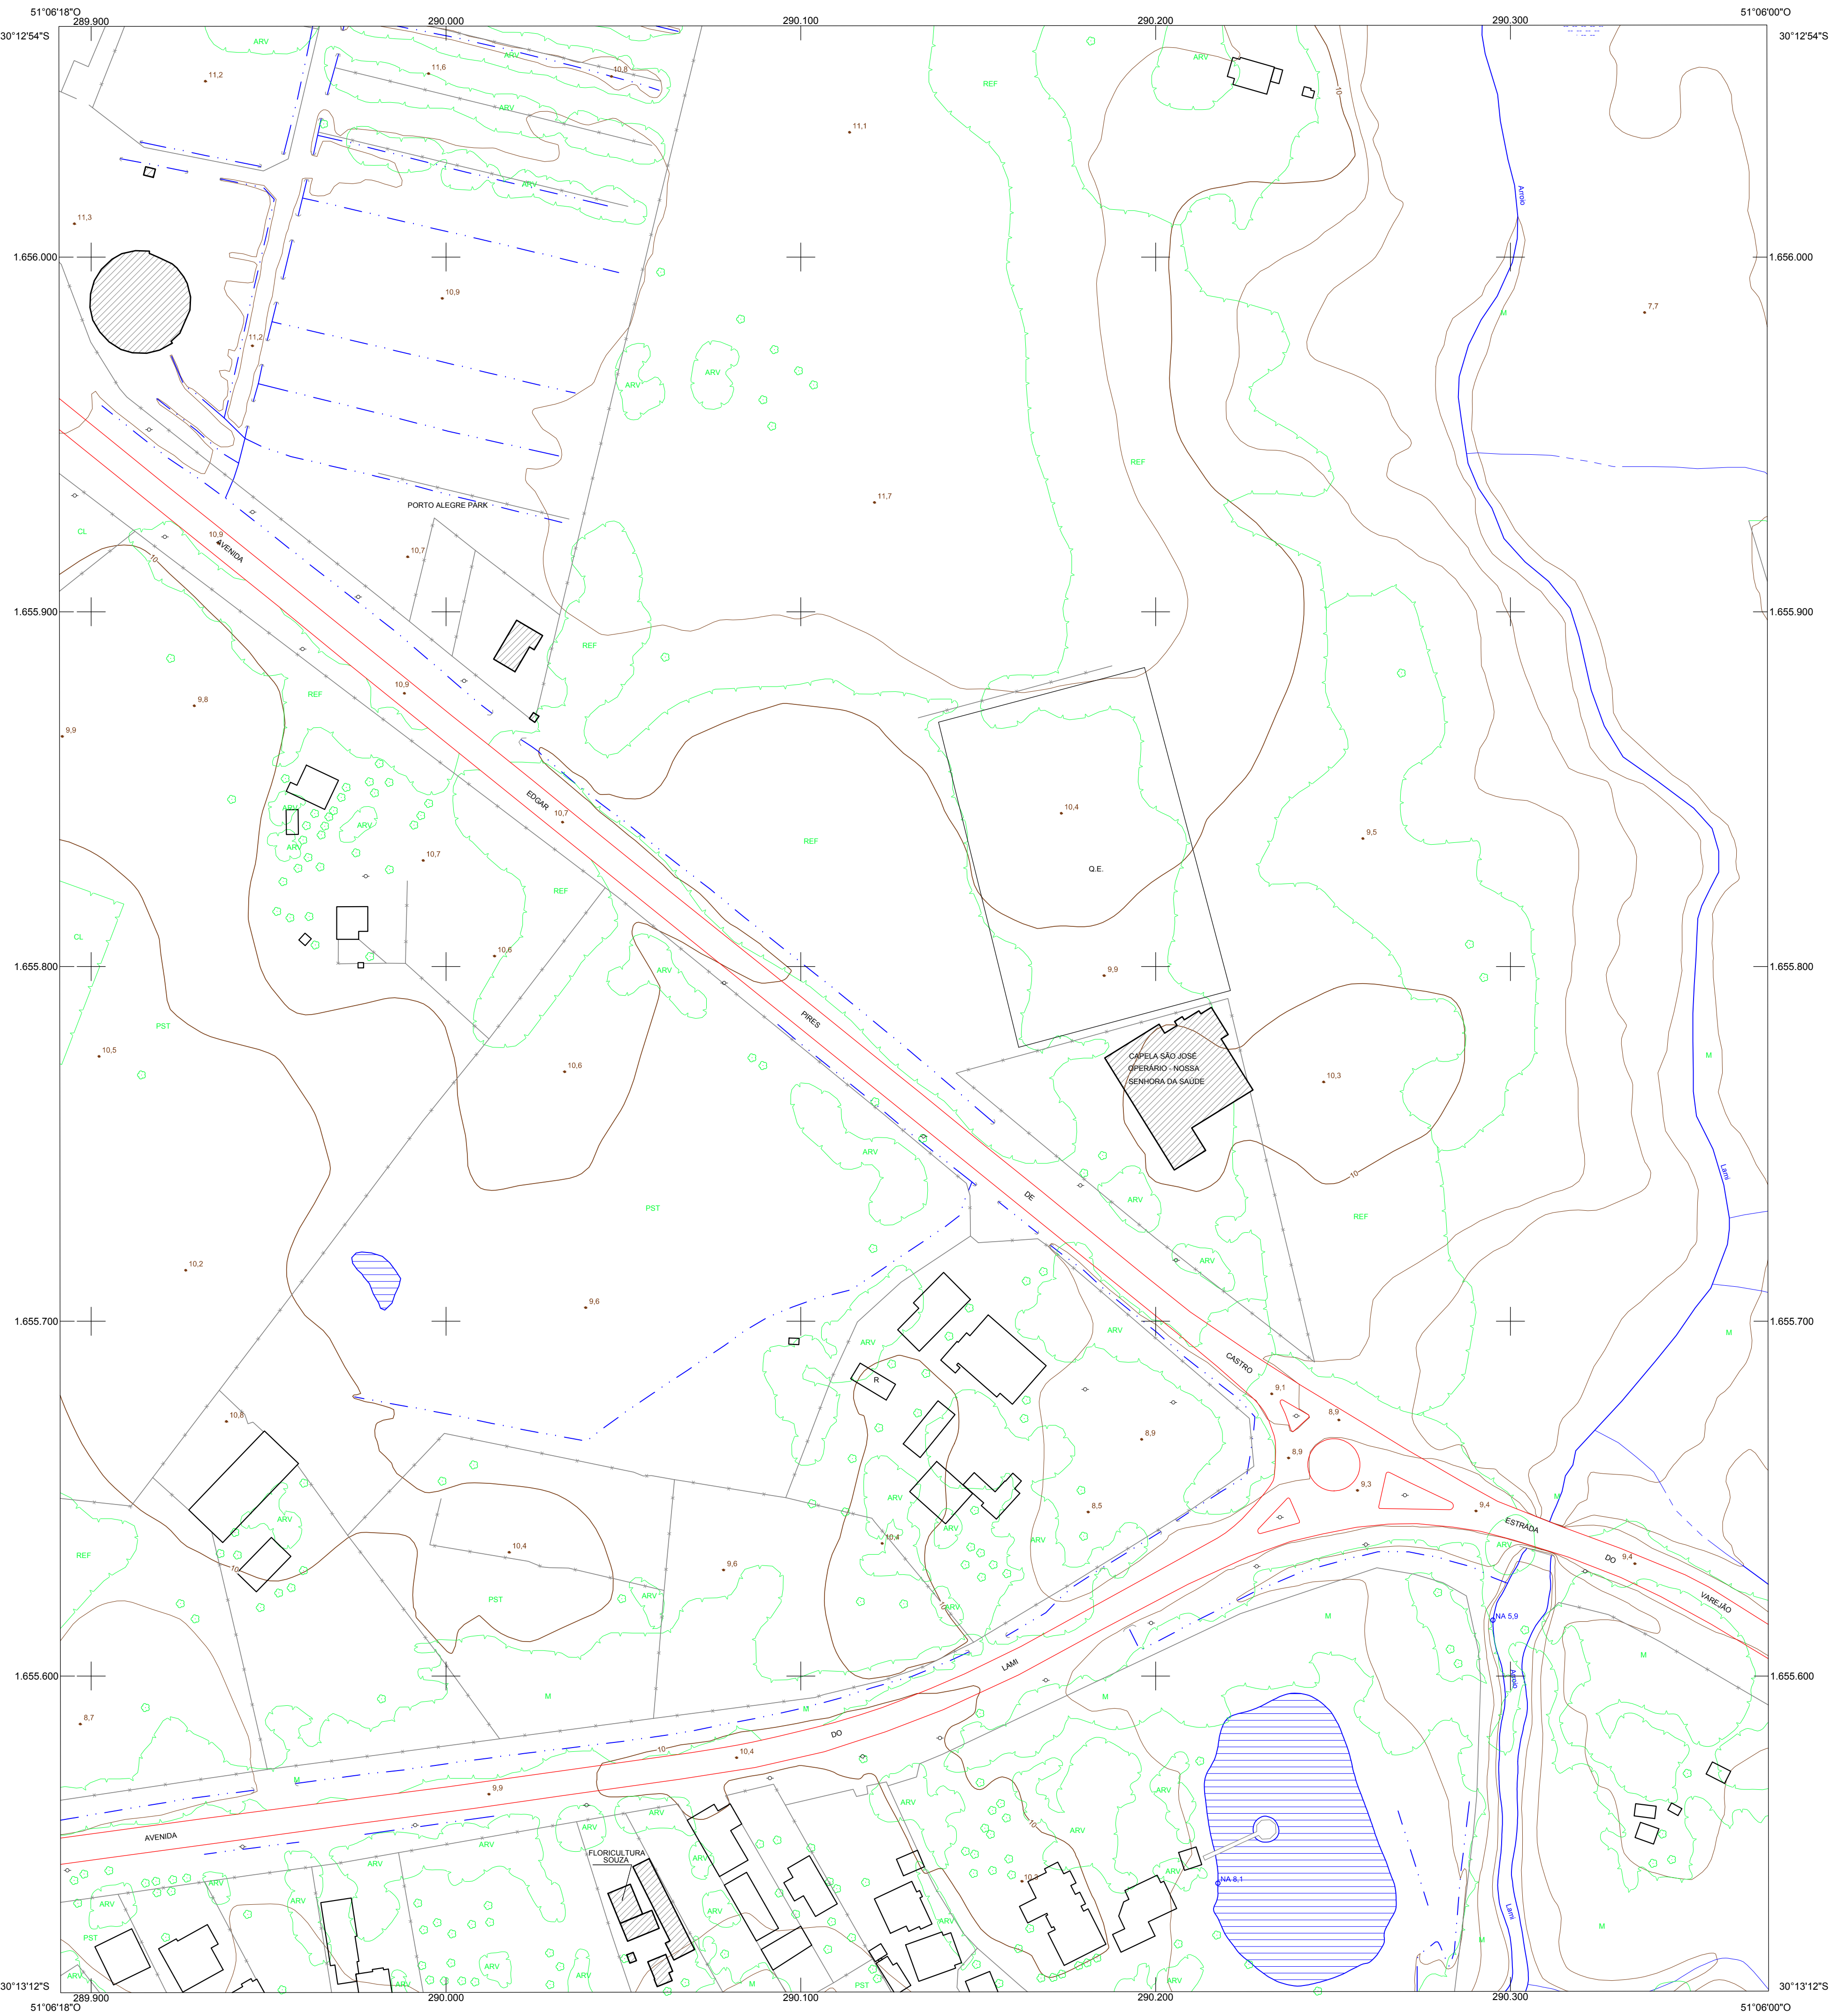 51°06'18"O
289.900
290.000
290.100
290.200
290.300
51°06'00"O
30°12'54"S
30°12'54"S
ARV
ARV
ARV
11,2
11,6
10,8
REF
10
ARV
11,1
ARV
Arroio
11,3
1.656.000
1.656.000
10,9
7,7
M
11,2
ARV
ARV
REF
PORTO ALEGRE PARK
11,7
CL
10,9
AVENIDA
10,7
10
1.655.900
1.655.900
REF
REF
10,9
9,8
9,9
EDGAR
ARV
10,7
ARV
10,4
9,5
REF
ARV
10,7
Q.E.
REF
CL
10,6
1.655.800
ARV
9,9
1.655.800
PIRES
PST
10,5
CAPELA SÃO JOSÉ
OPERÁRIO - NOSSA
SENHORA DA SAÚDE
M
10,6
10,3
ARV
10
Lami
DE
ARV
PST
REF
ARV
10,2
9,6
1.655.700
1.655.700
ARV
ARV
M
CASTRO
R
9,1
10,8
8,9
8,9
8,9
9,3
ARV
M
8,5
9,4
ARV
ARV
ESTRADA
ARV
10,4
10,4
ARV
DO
9,4
REF
9,6
10
PST
ARV
10
ARV
VAREJÃO
M
NA 5,9
M
LAMI
1.655.600
Arroio
1.655.600
M
M
M
8,7
DO
10
10,4
M
9,9
ARV
ARV
ARV
10
ARV
AVENIDA
ARV
ARV
FLORICULTURA
SOUZA
ARV
ARV
ARV
ARV
10,3
NA 8,1
ARV
ARV
ARV
ARV
Lami
M
PST
M
ARV
ARV
ARV
ARV
M
PST
ARV
30°13'12"S
30°13'12"S
289.900
290.000
290.100
290.200
290.300
51°06'18"O
51°06'00"O